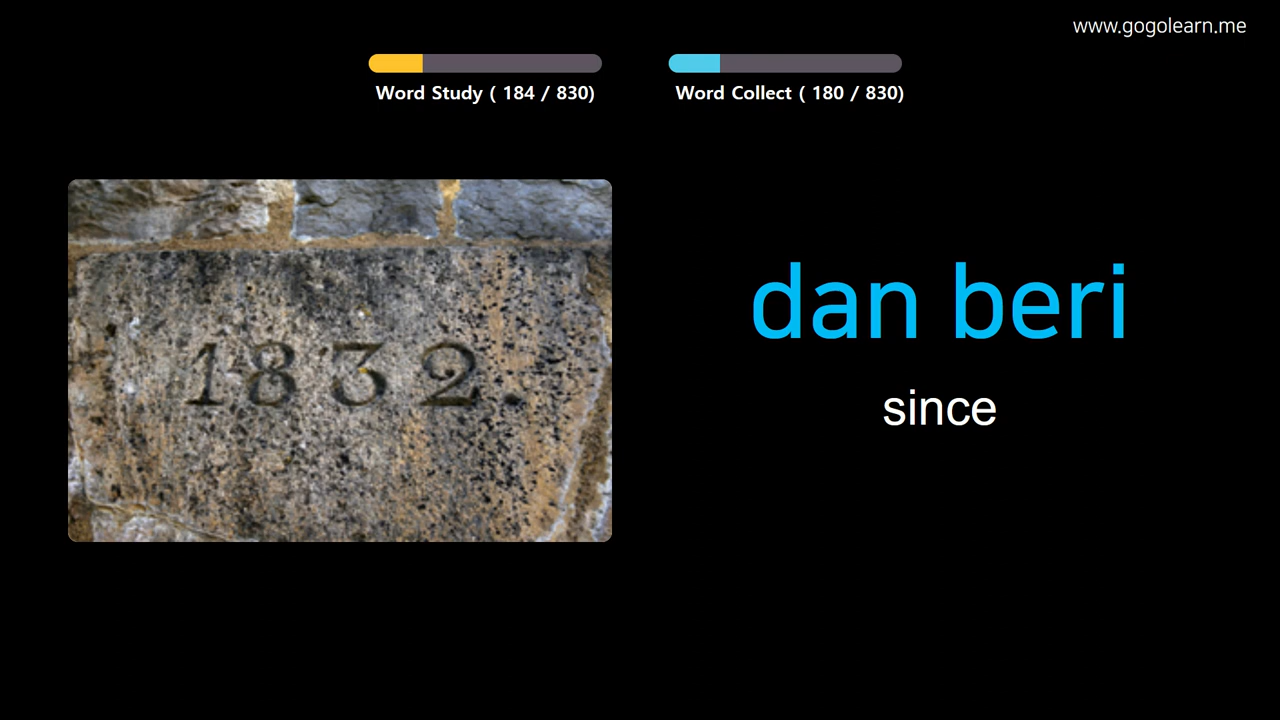 www.gogolearn.me
Word Study ( 184 / 830)
Word Collect ( 180 / 830)
1832.
dan beri
since